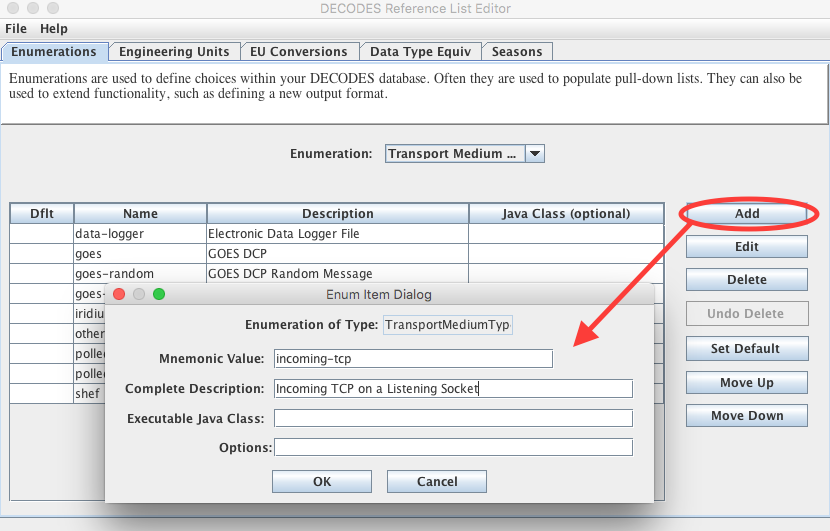 DECODES Reference List Editor
File Help
Enumerations Engineering Units EU Conversions Data Type Equiv Seasons
Enumerations are used to define choices within your DECODES database. Often they are used to populate pull-down lists. They can also be
used to extend functionality, such as defining a new output format.
Enumeration: Transport Medium ...
Dflt Name Description Java Class (optional)
data-logger Electronic Data Logger File
goes GOES DCP
goes-random GOES DCP Random Message
goes-
iridiu
other
polle
polle
shef
Add
Edit
Delete
Undo Delete
Set Default
Move Up
Move Down
Enum Item Dialog
Enumeration of Type: TransportMediumTyp
Mnemonic Value: incoming-tcp
Complete Description: Incoming TCP on a Listening Socket
Executable Java Class:
Options:
OK Cancel